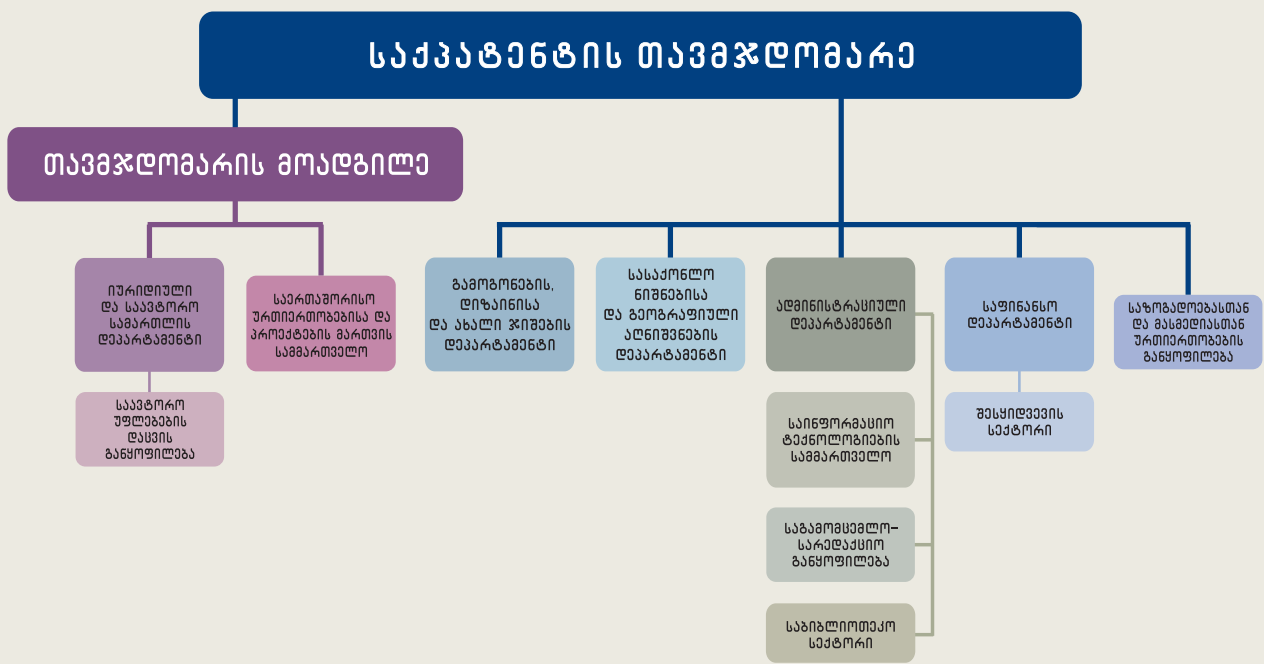 საქპატენტის თავმჯდომარე
თავმჯდომარის მოადგილე
იურიდიული
და საავტორო
სამართლის
დეპარტამენტი
საერთაშორისო
ურთიერთობებისა და
პროექტების მართვის
სამმართველო
გამოგონების,
დიზაინისა
და ახალი ჯიშების
დეპარტამენტი
სასაქონლო
ნიშნებისა
და გეოგრაფიული
აღნიშვნების
დეპარტამენტი
ადმინისტრაციული
დეპარტამენტი
საფინანსო
დეპარტამენტი
საზოგადოებასთან
და მასმედიასთან
ურთიერთობების
განყოფილება
საავტორო
უფლებების
დაცვის
განყოფილება
საინფორმაციო
ტექნოლოგიების
სამმართველო
შესყიდვების
სექტორი
საგამომცემლო-
სარედაქციო
განყოფილება
საბიბლიოთეკო
სექტორი